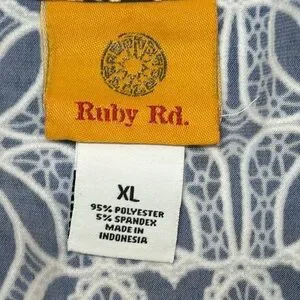 Ruby Rd.
XL
95% POLYESTER
5% SPANDEX
MADE IN
INDONESIA